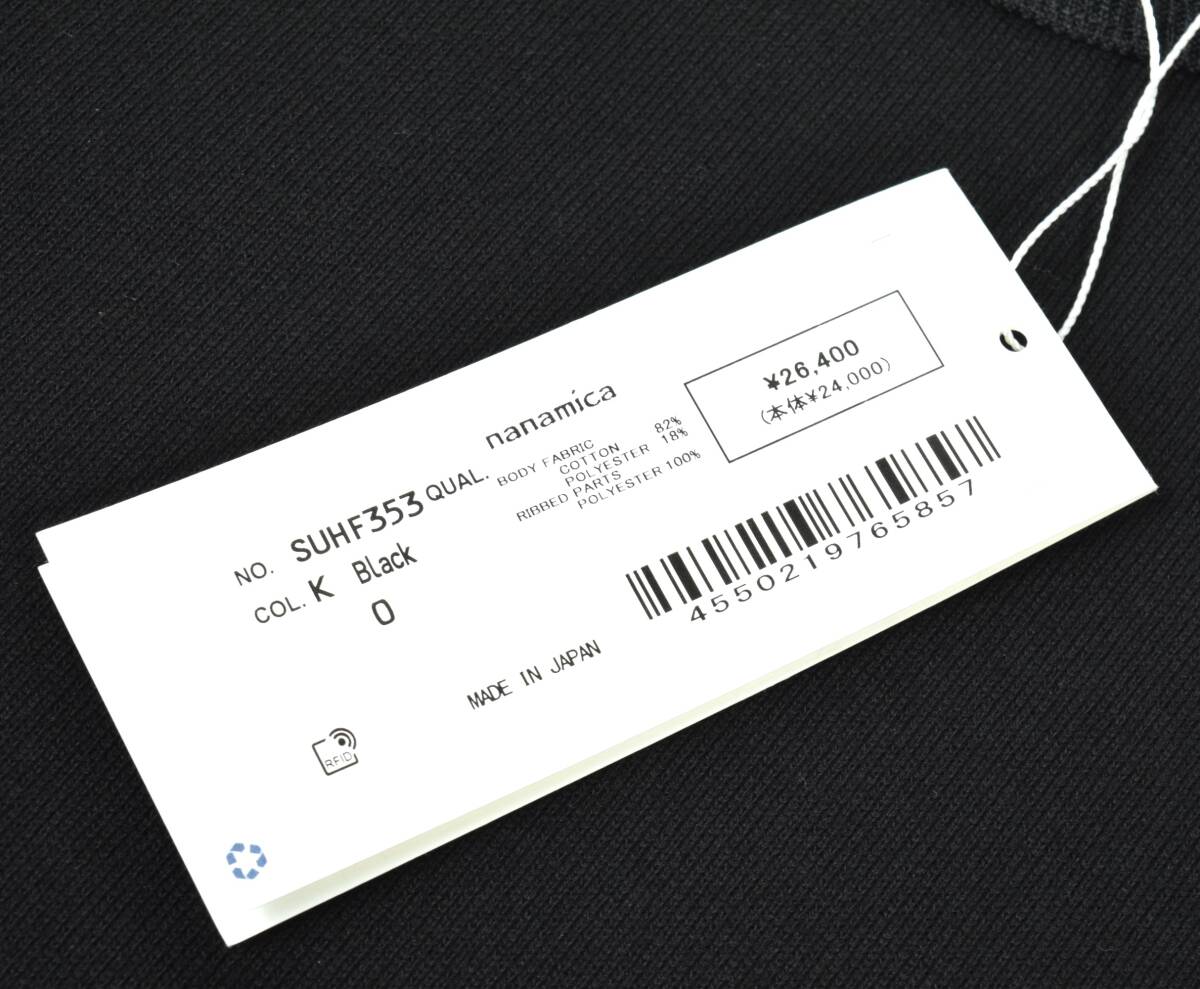 nanamica
NO. SUHF353 QUAL.
COL. K Black
0
BODY FABRIC
COTTON 82%
POLYESTER 18%
RIBBED PARTS
POLYESTER 100%
¥26,400
(本体¥24,000)
4550219765857
MADE IN JAPAN
RFID